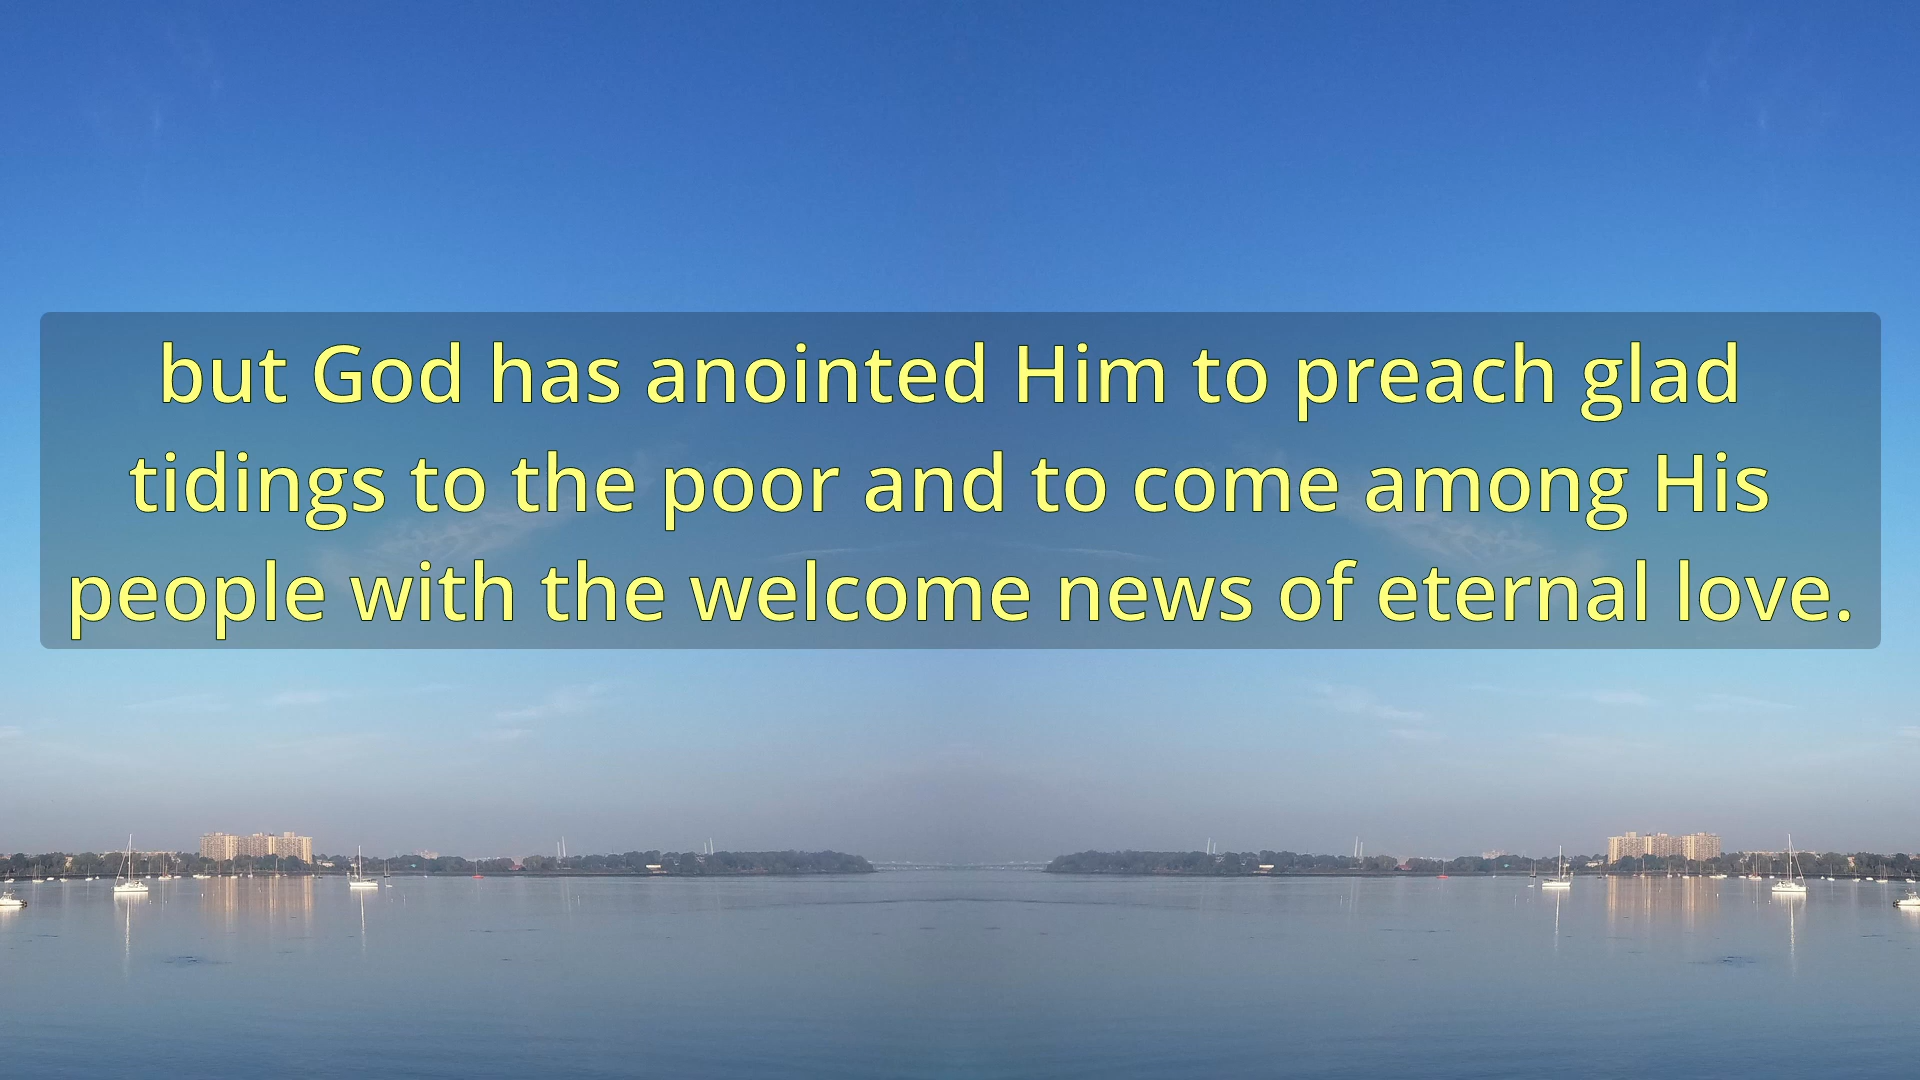 but God has anointed Him to preach glad
tidings to the poor and to come among His
people with the welcome news of eternal love.